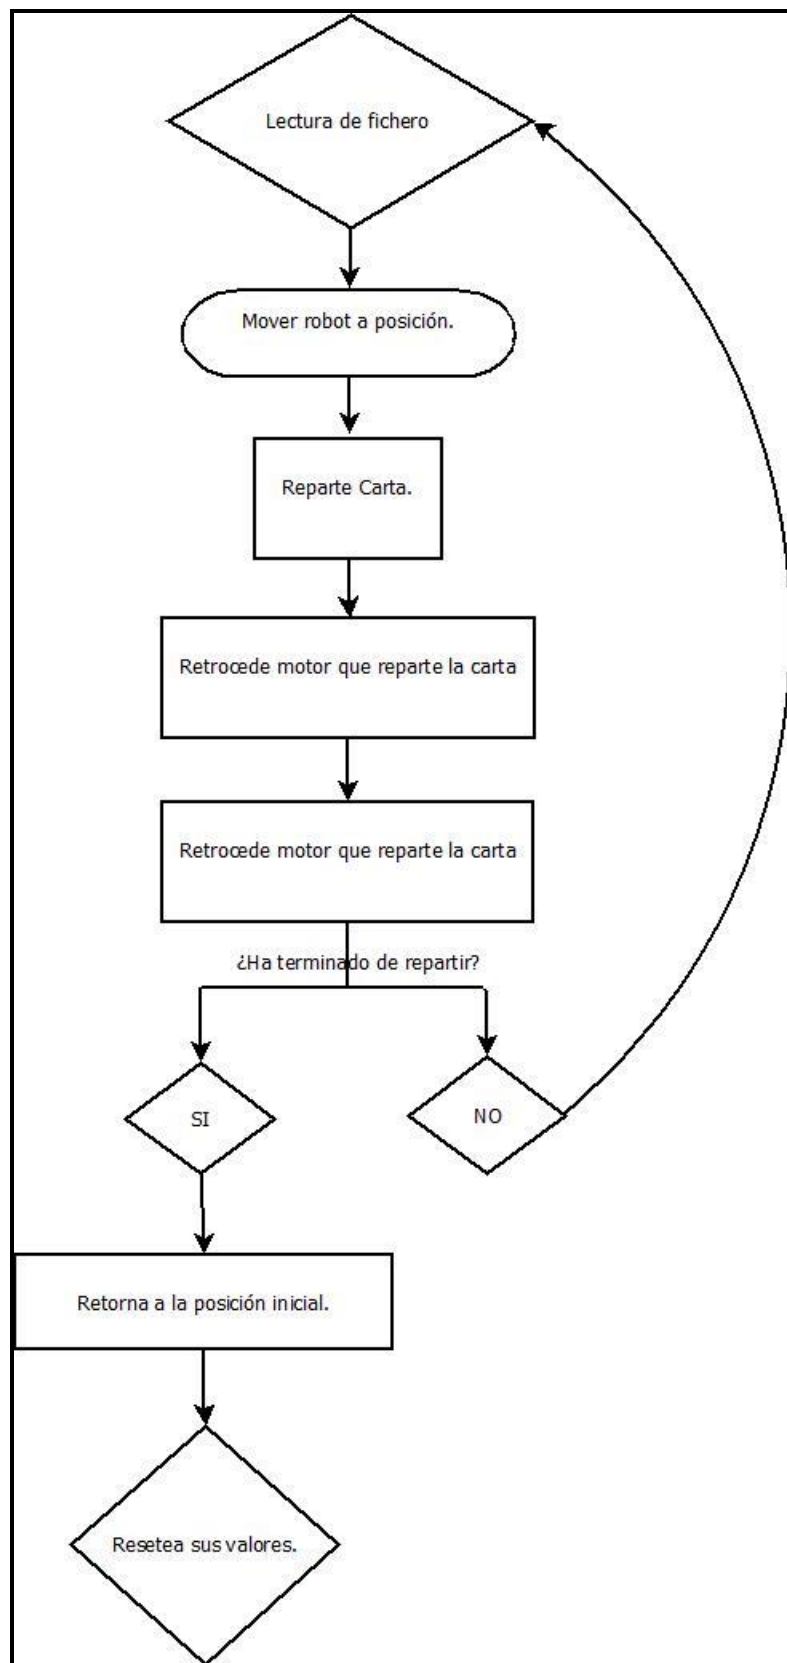 Lectura de fichero
Mover robot a posición.
Reparte Carta.
Retrocede motor que reparte la carta
Retrocede motor que reparte la carta
¿Ha terminado de repartir?
SI
NO
Retorna a la posición inicial.
Resetea sus valores.